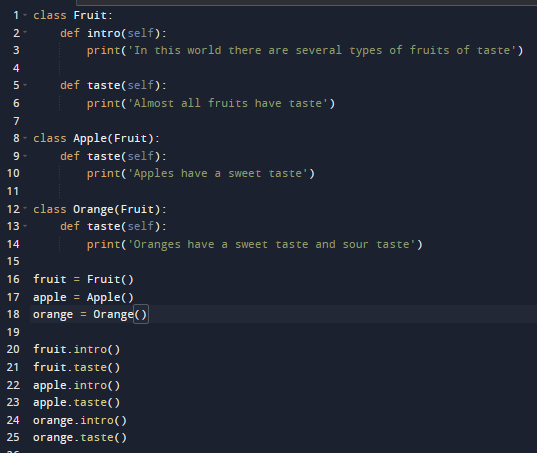 1 class Fruit:
2     def intro(self):
3         print('In this world there are several types of fruits of taste')
4
5     def taste(self):
6         print('Almost all fruits have taste')
7
8 class Apple(Fruit):
9     def taste(self):
10         print('Apples have a sweet taste')
11
12 class Orange(Fruit):
13     def taste(self):
14         print('Oranges have a sweet taste and sour taste')
15
16 fruit = Fruit()
17 apple = Apple()
18 orange = Orange()
19
20 fruit.intro()
21 fruit.taste()
22 apple.intro()
23 apple.taste()
24 orange.intro()
25 orange.taste()